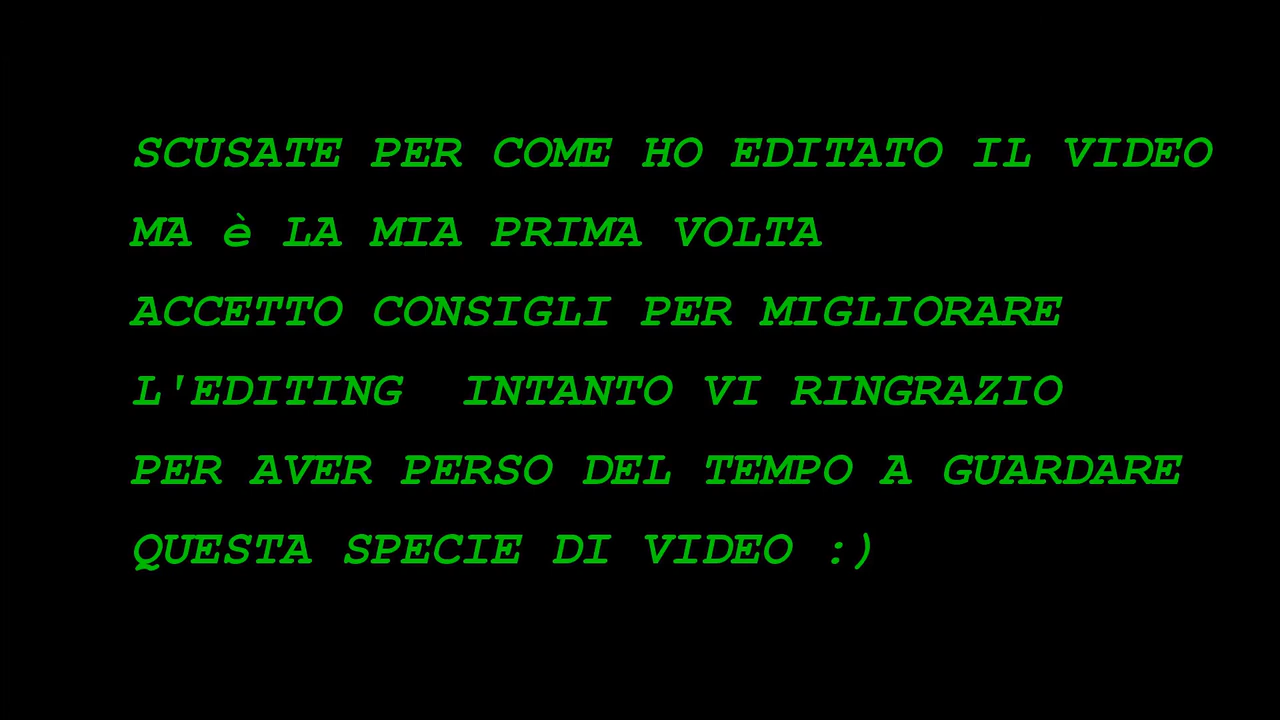 SCUSATE PER COME HO EDITATO IL VIDEO
MA è LA MIA PRIMA VOLTA
ACCETTO CONSIGLI PER MIGLIORARE
L'EDITING  INTANTO VI RINGRAZIO
PER AVER PERSO DEL TEMPO A GUARDARE
QUESTA SPECIE DI VIDEO :)